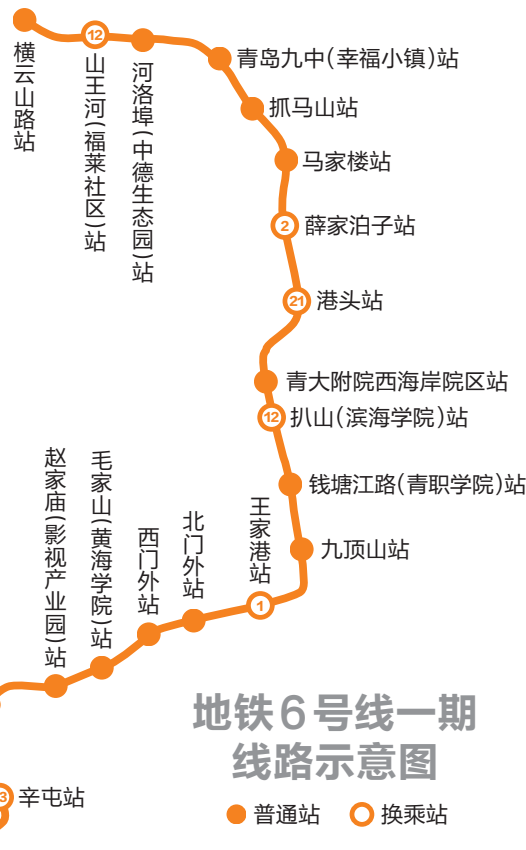 横云山路站
12
山王河(福莱社区)站
河洛埠(中德生态园)站
青岛九中(幸福小镇)站
抓马山站
马家楼站
2
薛家泊子站
21
港头站
青大附院西海岸院区站
12
扒山(滨海学院)站
钱塘江路(青职学院)站
九顶山站
王家港站
1
北门外站
西门外站
毛家山(黄海学院)站
赵家庙(影视产业园)站
辛屯站
地铁6号线一期
线路示意图
普通站
换乘站